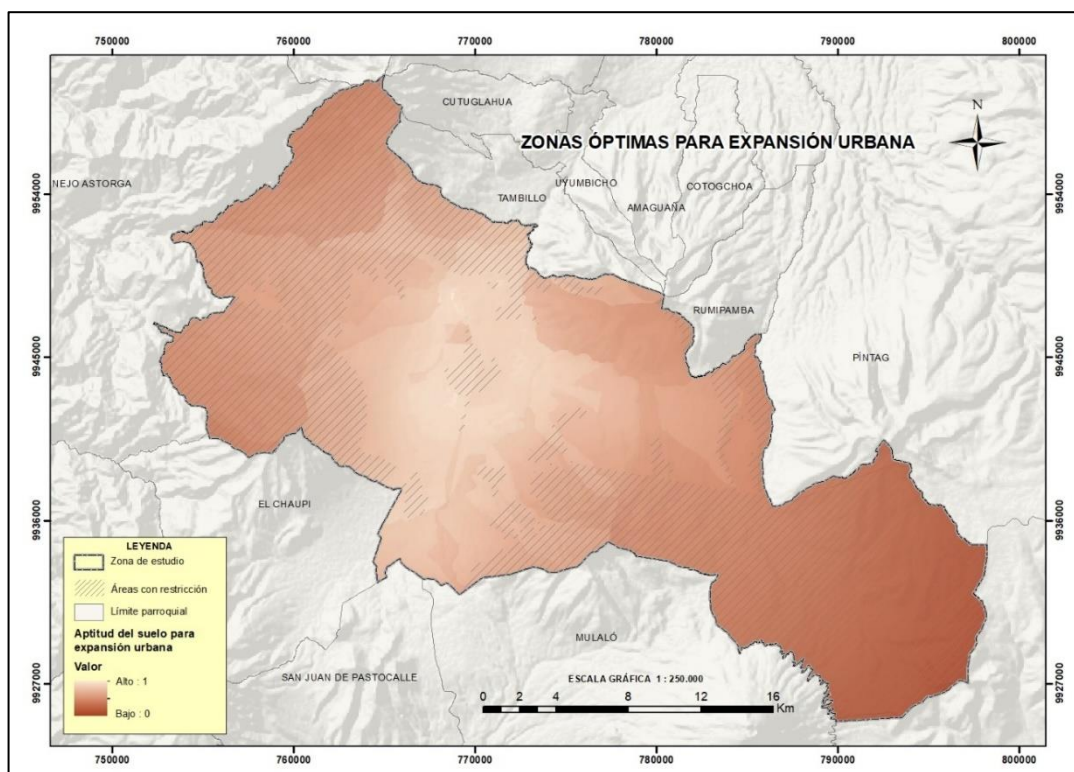 750000 760000 770000 780000 790000 800000
CUTUGLAHUA
N
ZONAS ÓPTIMAS PARA EXPANSIÓN URBANA
NEJO ASTORGA
UYUMBICHO
COTOGCHOA
9954000
9954000
TAMBILLO
AMAGUAÑA
RUMIPAMBA
9945000
PÍNTAG
9945000
EL CHAUPI
9936000
9936000
LEYENDA
Zona de estudio
Áreas con restricción
Límite parroquial
Aptitud del suelo para
expansión urbana
Valor
Alto : 1
Bajo : 0
MULALÓ
SAN JUAN DE PASTOCALLE
ESCALA GRÁFICA 1 : 250.000
0 2 4 8 12 16
Km
9927000
9927000
750000 760000 770000 780000 790000 800000